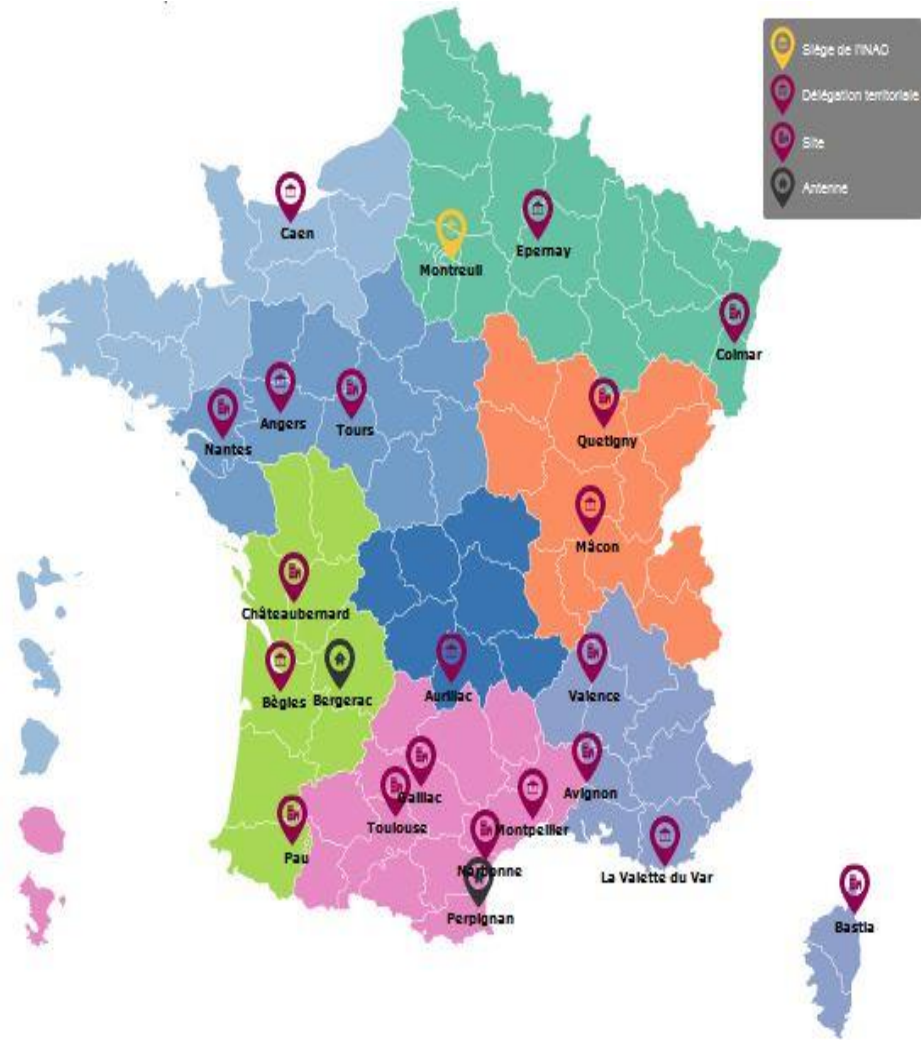 Siège de l'INAO
Délégation territoriale
Site
Antenne
Caen
Epernay
Montreuil
Colmar
Angers
Tours
Nantes
Quetigny
Mâcon
Châteaubernard
Bègles
Bergerac
Aurillac
Valence
Gaillac
Avignon
Toulouse
Montpellier
Pau
Narbonne
La Valette du Var
Perpignan
Bastia